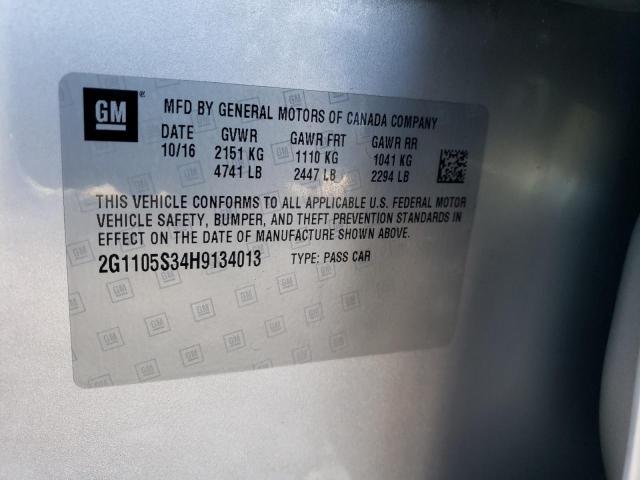 GM ® MFD BY GENERAL MOTORS OF CANADA COMPANY
DATE GVWR GAWR FRT GAWR RR
10/16 2151 KG 1110 KG 1041 KG
4741 LB 2447 LB 2294 LB
THIS VEHICLE CONFORMS TO ALL APPLICABLE U.S. FEDERAL MOTOR
VEHICLE SAFETY, BUMPER, AND THEFT PREVENTION STANDARDS IN
EFFECT ON THE DATE OF MANUFACTURE SHOWN ABOVE.
2G1105S34H9134013 TYPE: PASS CAR